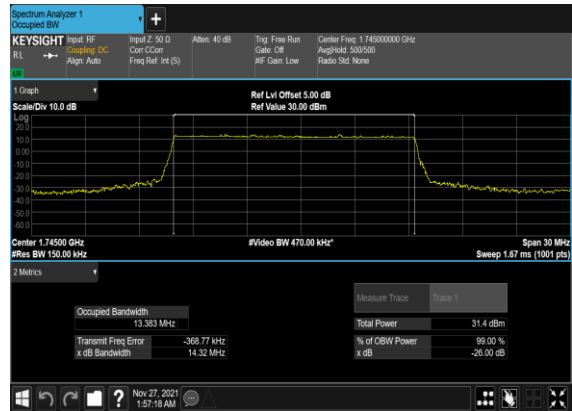 Spectrum Analyzer 1
Occupied BW
+
KEYSIGHT Input: RF Input Z: 50 Ω Atten: 40 dB Trig: Free Run Center Freq: 1.745000000 GHz
RL Coupling: DC Corr CCorr Gate: Off Avg|Hold: 500/500
Align: Auto Freq Ref: Int (S) #IF Gain: Low Radio Std: None
1 Graph
Ref Lvl Offset 5.00 dB
Scale/Div 10.0 dB Ref Value 30.00 dBm
Log
20.0
10.0
0.00
-10.0
-20.0
-30.0
-40.0
-50.0
-60.0
Center 1.74500 GHz #Video BW 470.00 kHz* Span 30 MHz
#Res BW 150.00 kHz Sweep 1.67 ms (1001 pts)
2 Metrics
Measure Trace Trace 1
Occupied Bandwidth
13.383 MHz
Total Power 31.4 dBm
Transmit Freq Error -368.77 kHz % of OBW Power 99.00 %
x dB Bandwidth 14.32 MHz x dB -26.00 dB
? Nov 27, 2021
1:57:18 AM